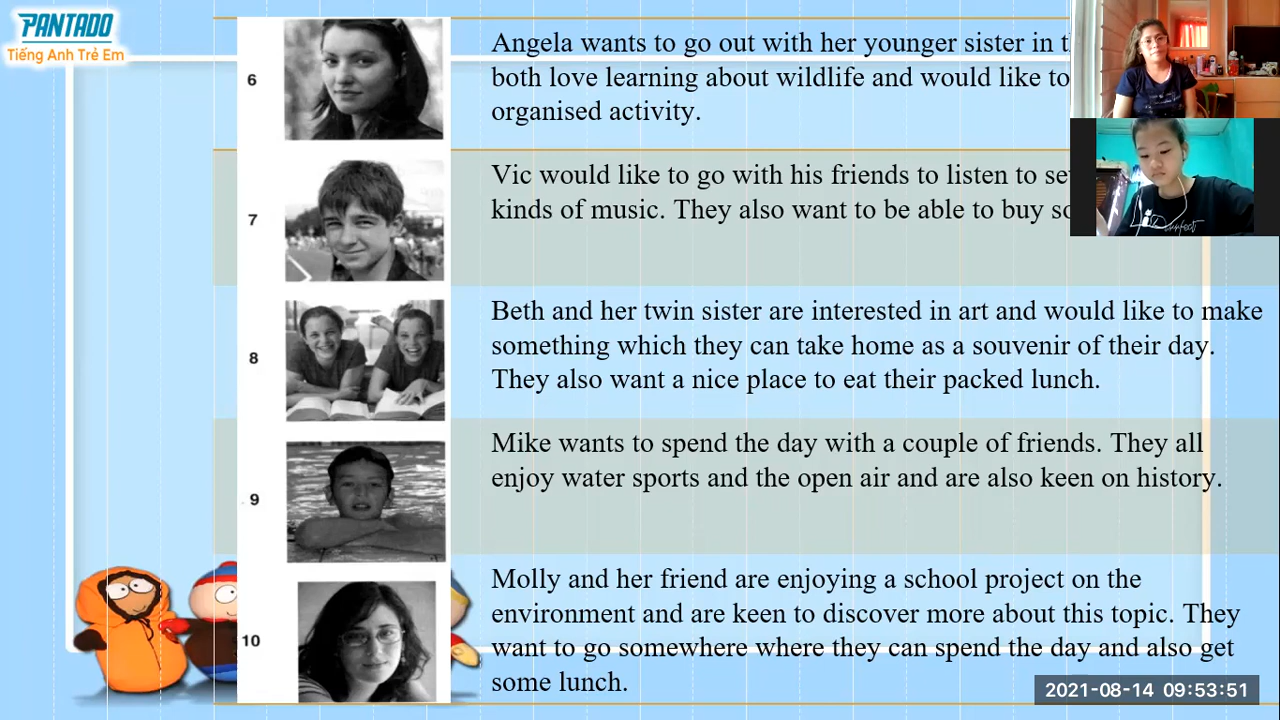 PANTADO
Tiếng Anh Trẻ Em
6
Angela wants to go out with her younger sister in
both love learning about wildlife and would like to
organised activity.
7
Vic would like to go with his friends to listen to
kinds of music. They also want to be able to buy
8
Beth and her twin sister are interested in art and would like to make
something which they can take home as a souvenir of their day.
They also want a nice place to eat their packed lunch.
9
Mike wants to spend the day with a couple of friends. They all
enjoy water sports and the open air and are also keen on history.
10
Molly and her friend are enjoying a school project on the
environment and are keen to discover more about this topic. They
want to go somewhere where they can spend the day and also get
some lunch.
2021-08-14 09:53:51